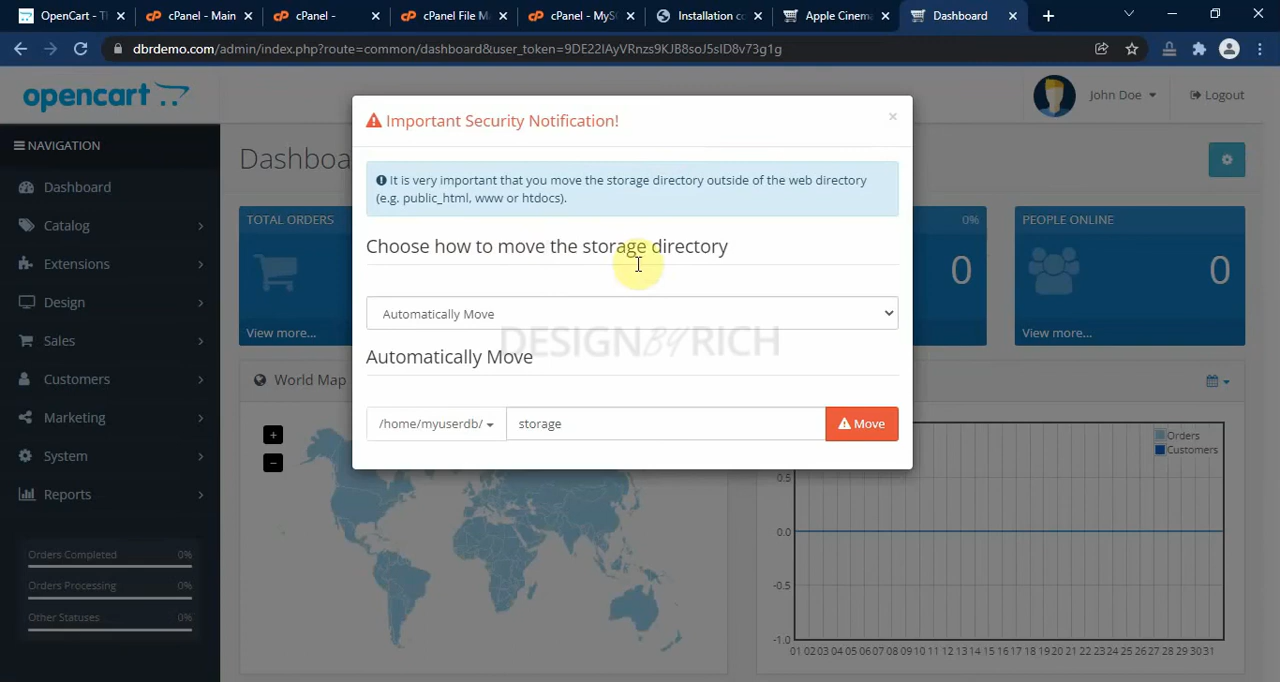 OpenCart - Th
cPanel - Main
cPanel -
cPanel File M
cPanel - MyS
Installation c
Apple Cinem
Dashboard
dbrdemo.com/admin/index.php?route=common/dashboard&user_token=9DE22IAyVRnzs9KJB8soJ5sID8v73g1g
opencart
John Doe
Logout
Important Security Notification!
NAVIGATION
Dashboard
Dashboa
It is very important that you move the storage directory outside of the web directory
(e.g. public_html, www or htdocs).
TOTAL ORDERS
0%
PEOPLE ONLINE
Catalog
Choose how to move the storage directory
Extensions
0
0
Design
Automatically Move
View more...
View more...
Sales
DESIGN BY RICH
Automatically Move
Customers
World Map
Marketing
/home/myuserdb/
storage
Move
Orders
Customers
System
Reports
0.5
0.0
Orders Completed 0%
Orders Processing 0%
-0.5
Other Statuses 0%
-1.0
01 02 03 04 05 06 07 08 09 10 11 12 13 14 15 16 17 18 19 20 21 22 23 24 25 26 27 28 29 30 31